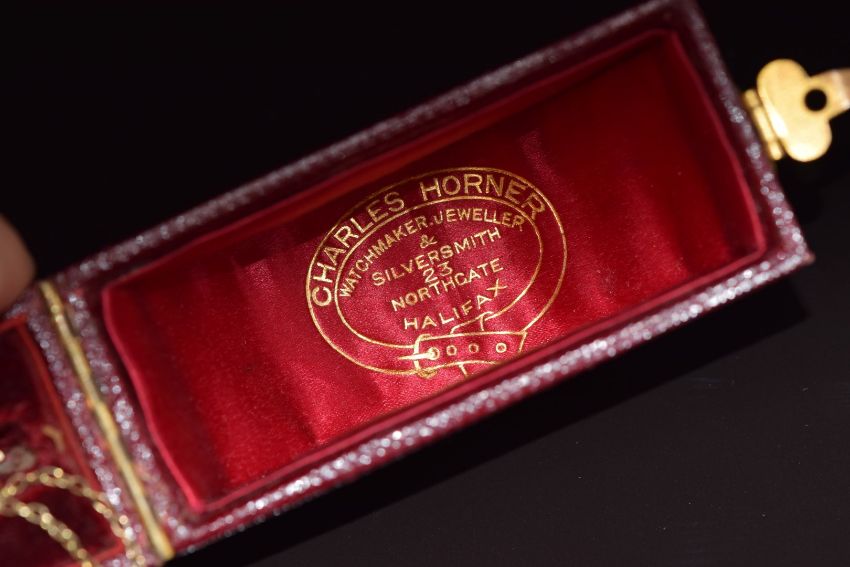 CHARLES HORNER
WATCHMAKER. JEWELLER
&
SILVERSMITH
23
NORTHGATE
HALIFAX